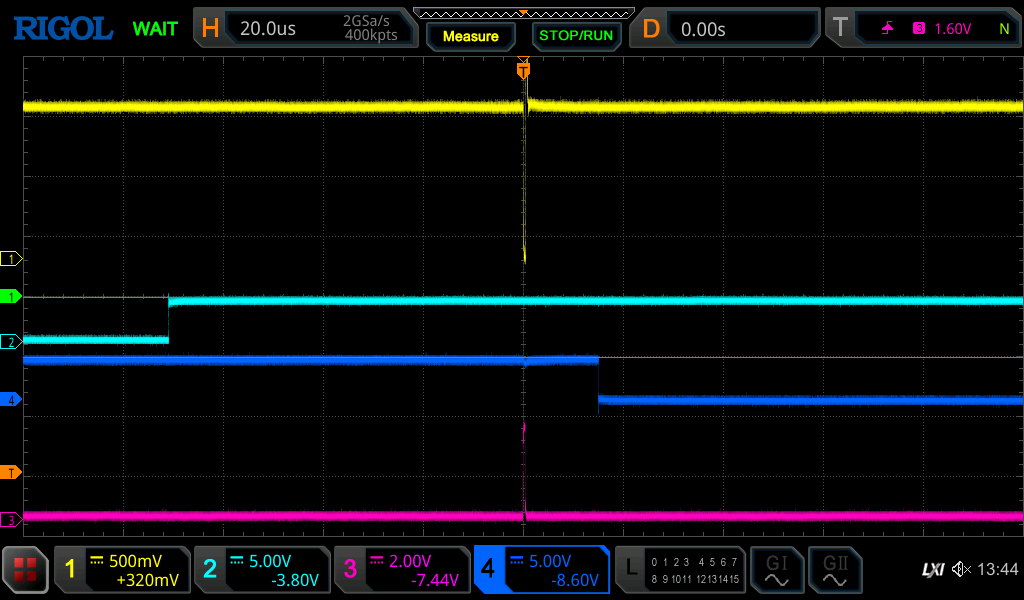 RIGOL WAIT H 20.0us 2GSa/s 400kpts Measure STOP/RUN D 0.00s T 3 1.60V N
T
1
1
2
4
T
3
1 500mV +320mV 2 5.00V -3.80V 3 2.00V -7.44V 4 5.00V -8.60V L 0 1 2 3 4 5 6 7 GI GII LXI 13:44
8 9 10 11 12 13 14 15